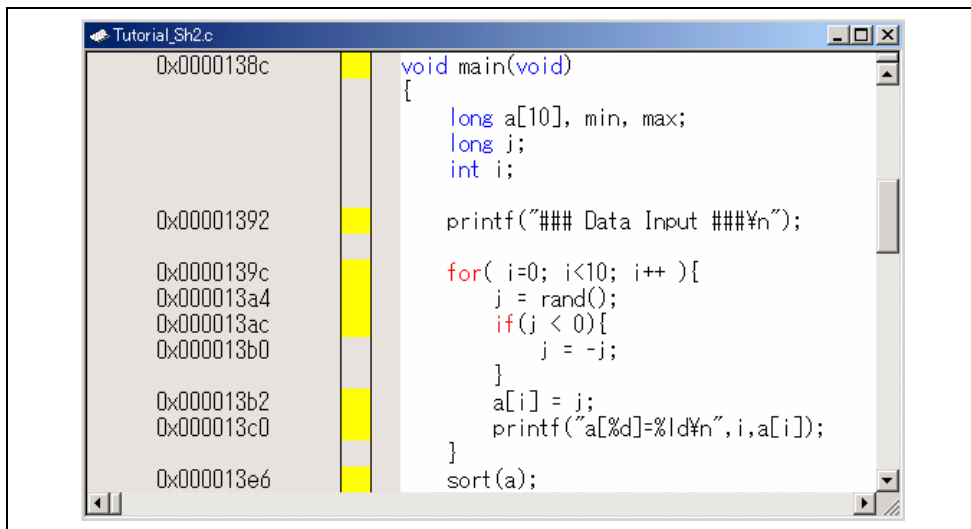 Tutorial_Sh2.c
0x0000138c void main(void)
{
long a[10], min, max;
long j;
int i;
0x00001392 printf("### Data Input ###¥n");
0x0000139c for( i=0; i<10; i++ ){
0x000013a4 j = rand();
0x000013ac if(j < 0){
0x000013b0 j = -j;
}
0x000013b2 a[i] = j;
0x000013c0 printf("a[%d]=%ld¥n",i,a[i]);
}
0x000013e6 sort(a);